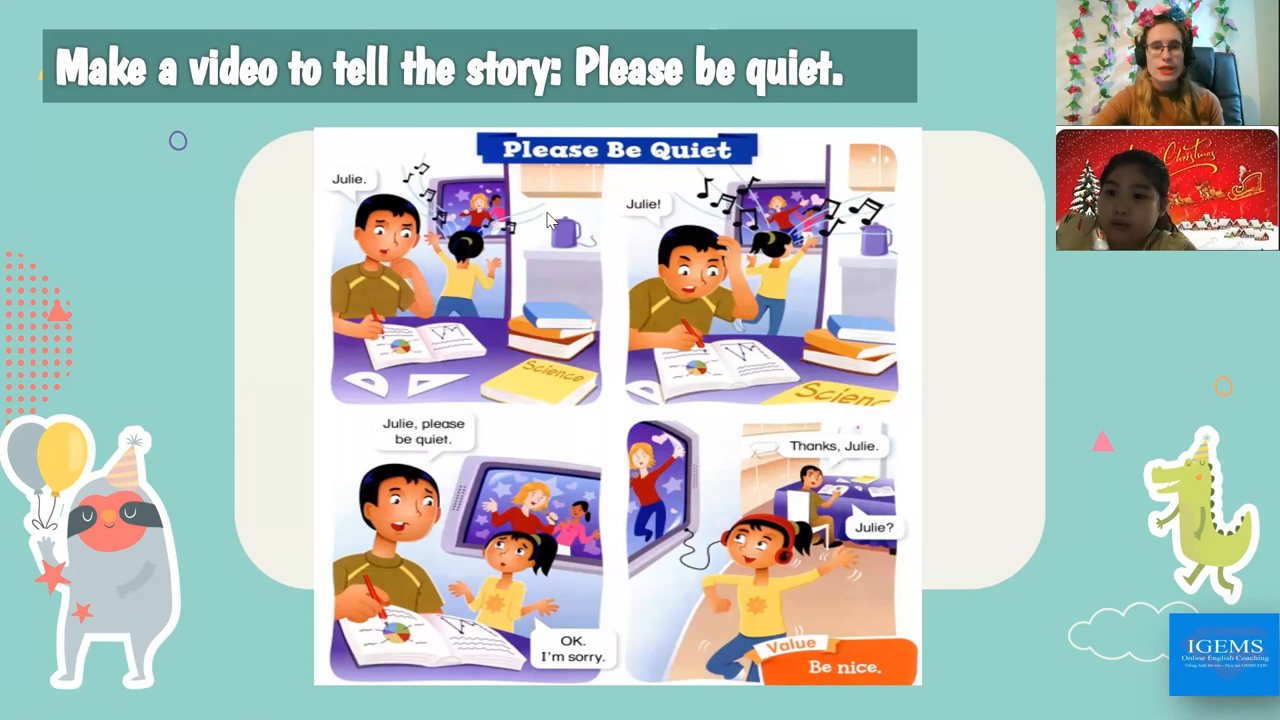 Make a video to tell the story: Please be quiet.
Please Be Quiet
Julie.
Julie!
Science
Scienc
Julie, please
be quiet.
OK.
I'm sorry.
Thanks, Julie.
Julie?
Value
Be nice.
Christmas
IGEMS
Online English Coaching